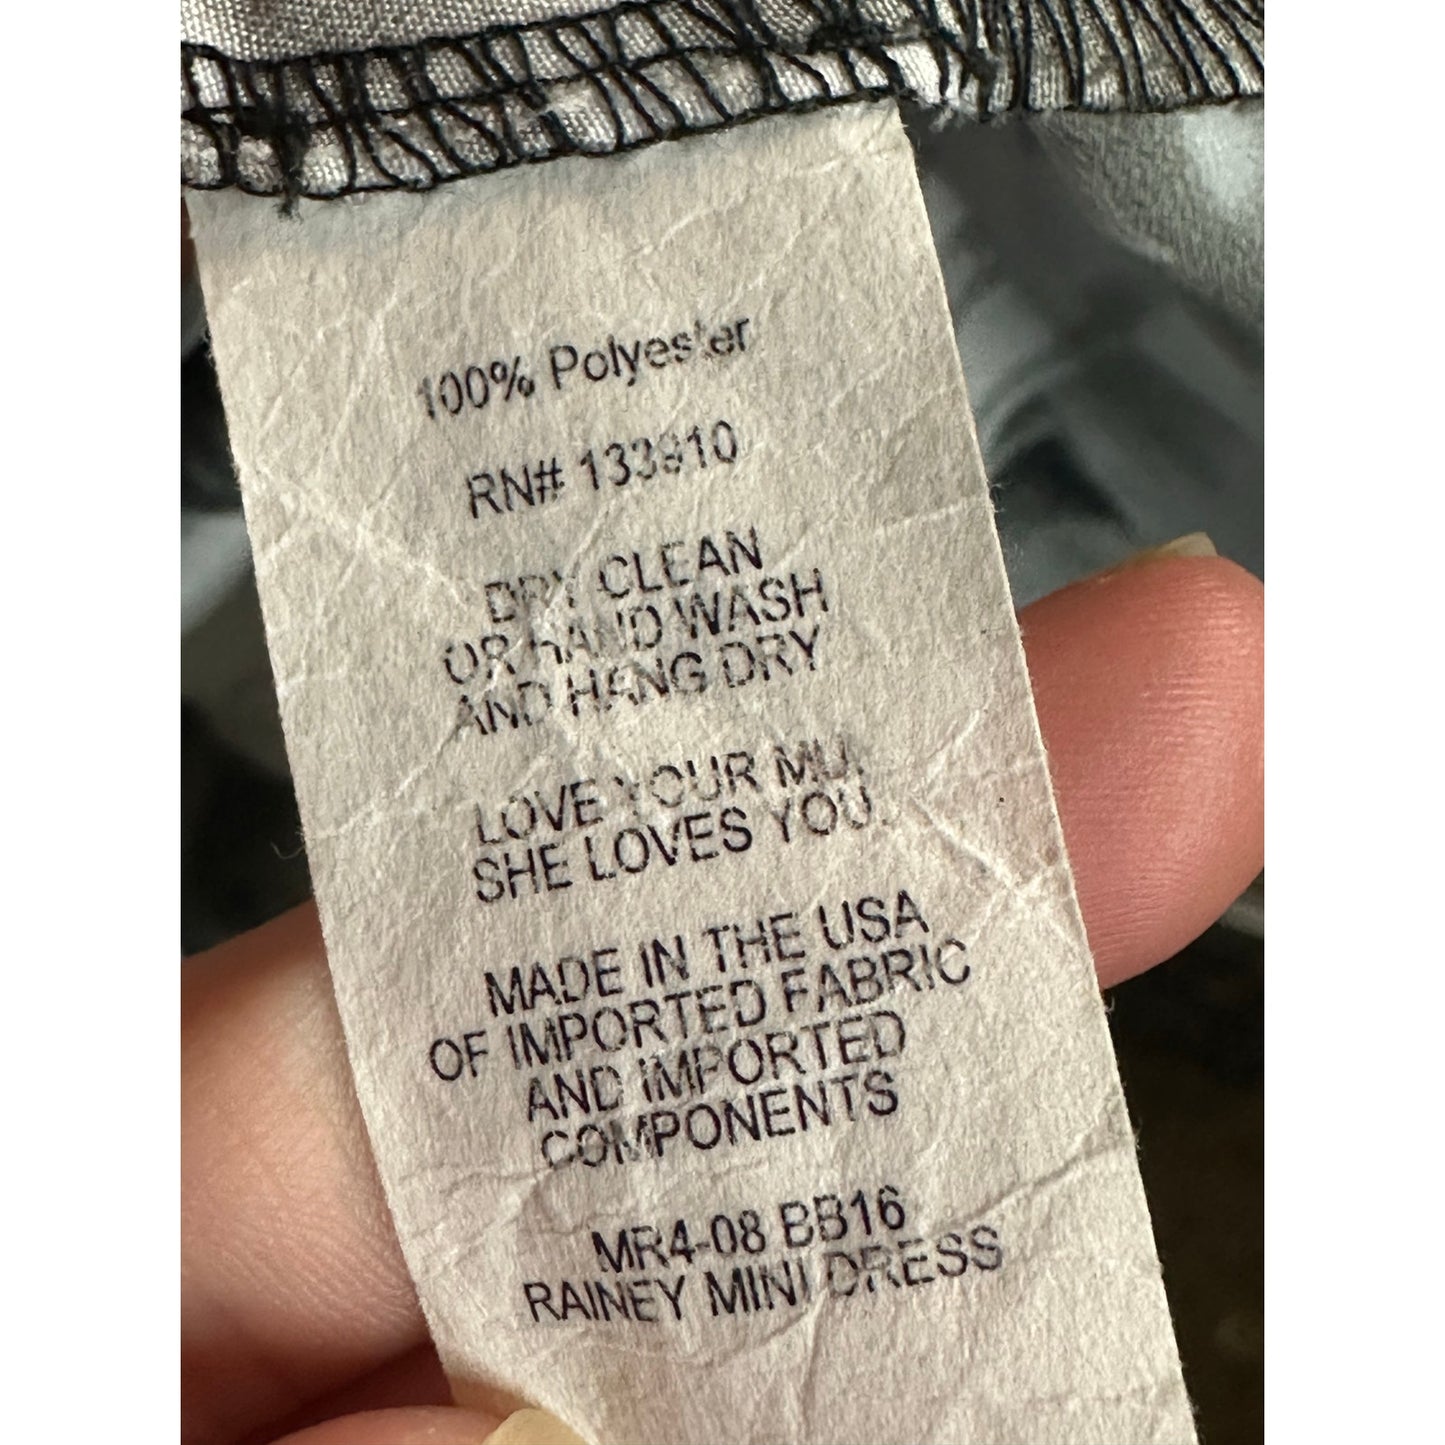 100% Polyester
RN# 133910
DRY CLEAN
OR HAND WASH
AND HANG DRY
LOVE YOUR
SHE LOVES YOU.
MADE IN THE USA
OF IMPORTED FABRIC
AND IMPORTED
COMPONENTS
MR4-08 BB16
RAINEY MINI DRESS